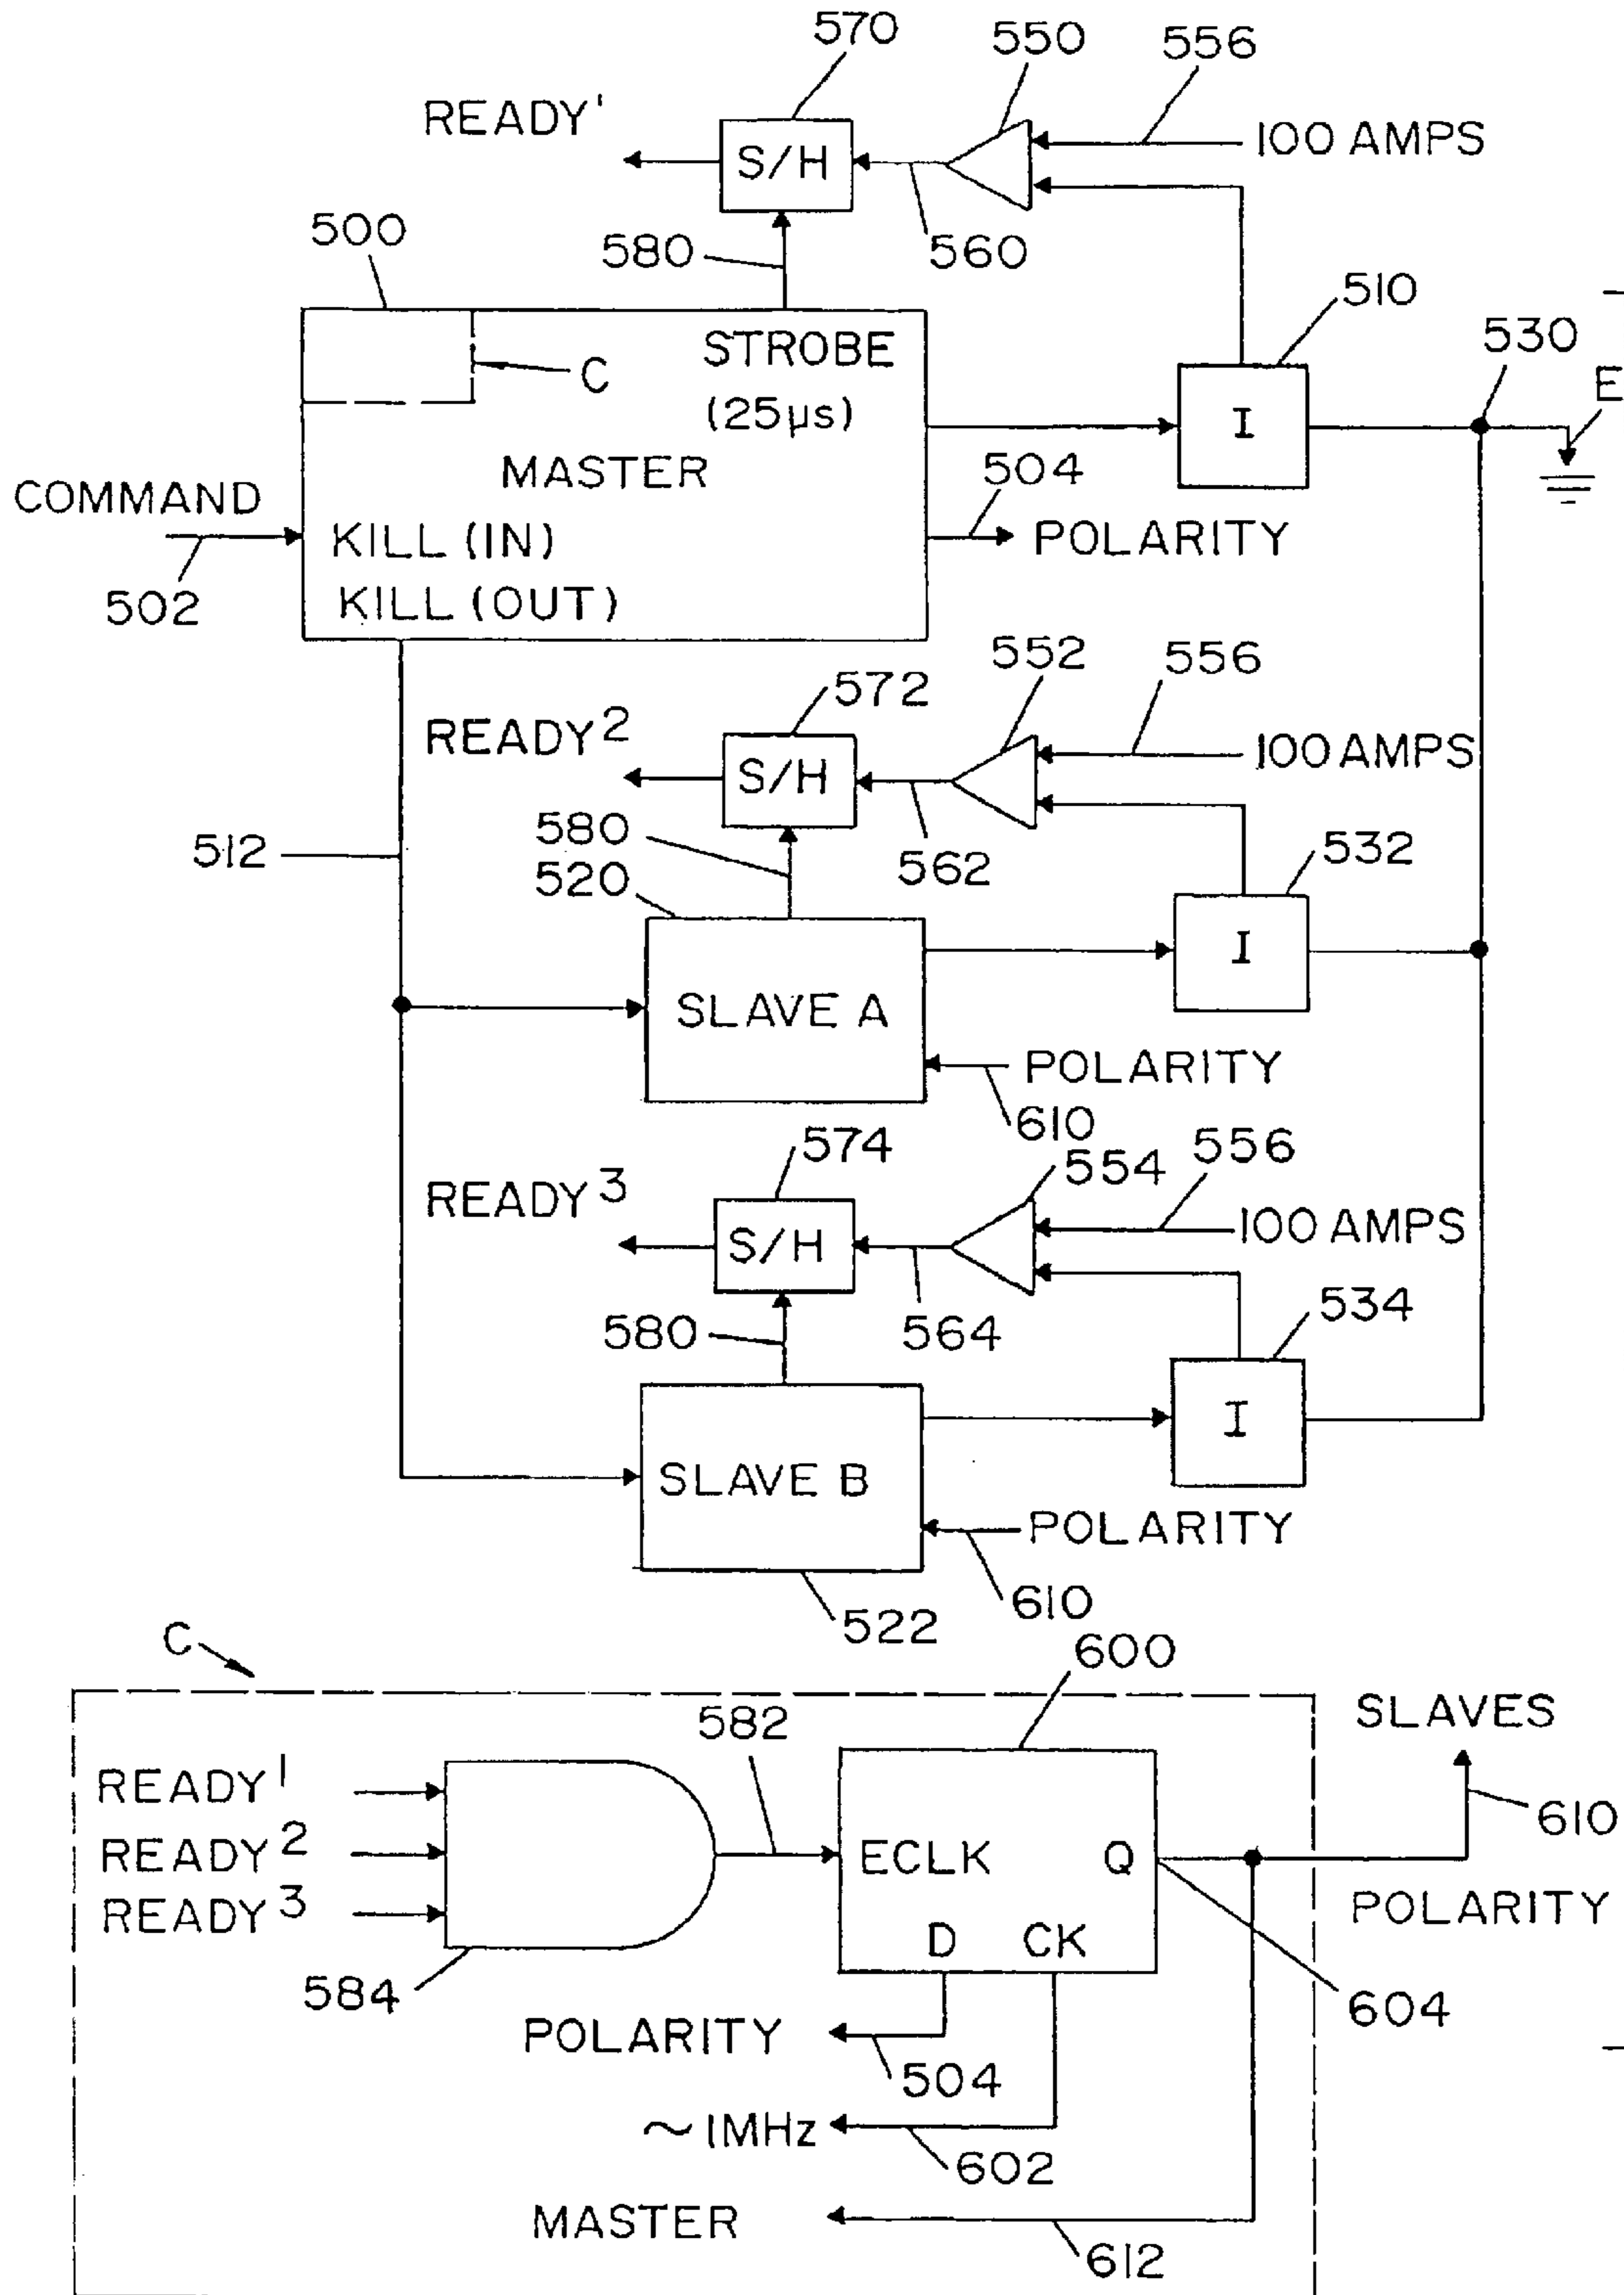 570 550 556
READY' S/H 100 AMPS
500 580 560 510
530
STROBE
C (25µs) I E
MASTER 504
COMMAND
KILL (IN) POLARITY
502 KILL (OUT)
552 556
572
READY2 S/H 100 AMPS
580 532
512 520 562
I
SLAVE A
POLARITY
610
574 554 556
READY3 S/H 100 AMPS
580 564 534
I
SLAVE B
POLARITY
610
522
C 600
582 SLAVES
READY1 610
READY2 ECLK Q
READY3 POLARITY
D CK
584 604
POLARITY
504
~1MHz
602
MASTER
612